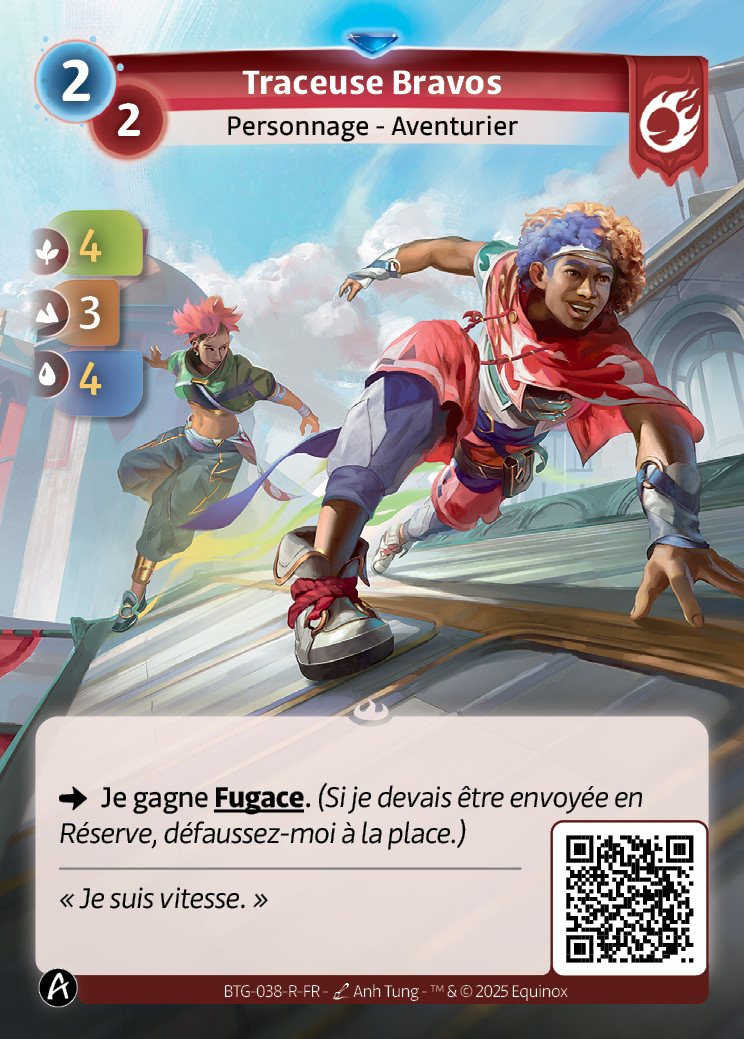 2
Traceuse Bravos
2
Personnage - Aventurier
4
3
4
Je gagne Fugace. (Si je devais être envoyée en
Réserve, défaussez-moi à la place.)
« Je suis vitesse. »
A
BTG-038-R-FR - Anh Tung - ™ & © 2025 Equinox